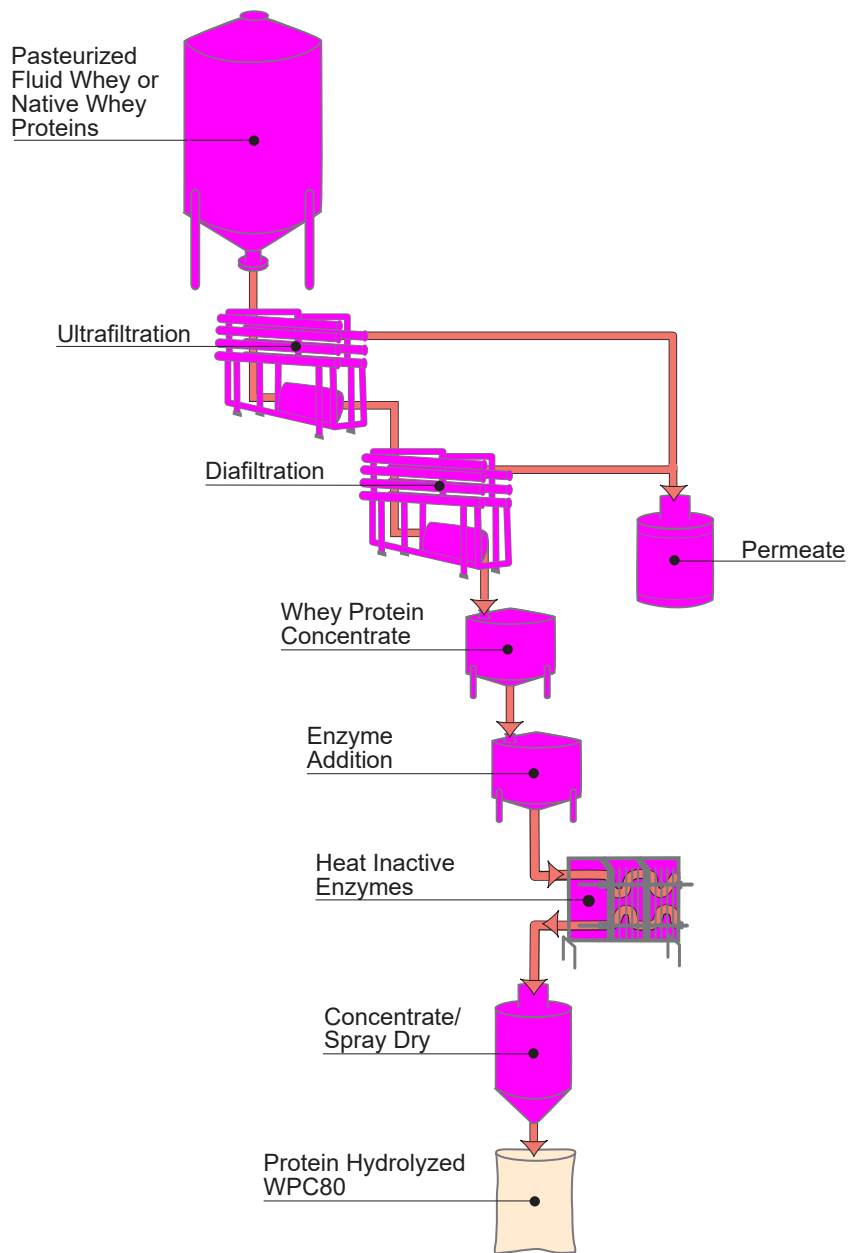 Pasteurized
Fluid Whey or
Native Whey
Proteins
Ultrafiltration
Diafiltration
Permeate
Whey Protein
Concentrate
Enzyme
Addition
Heat Inactive
Enzymes
Concentrate/
Spray Dry
Protein Hydrolyzed
WPC80